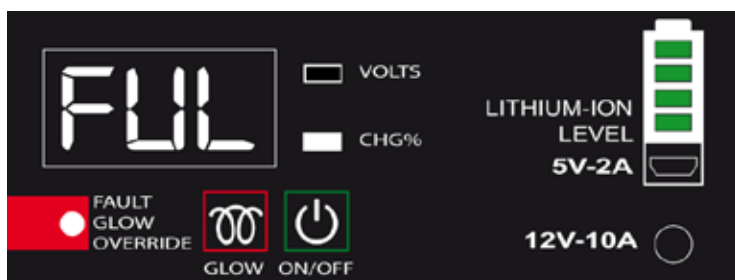 FUL
VOLTS
CHG%
LITHIUM-ION
LEVEL
5V-2A
FAULT
GLOW
OVERRIDE
GLOW
ON/OFF
12V-10A